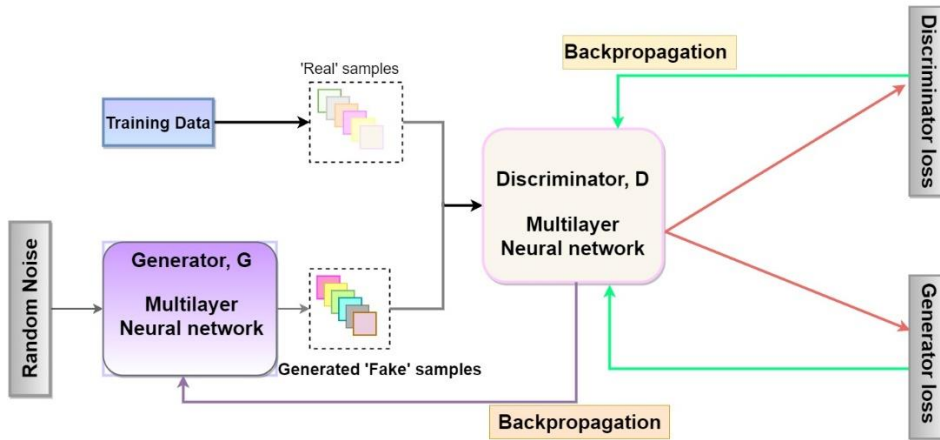 Backpropagation
'Real' samples
Training Data
Discriminator, D
Multilayer
Neural network
Discriminator loss
Random Noise
Generator, G
Multilayer
Neural network
Generated 'Fake' samples
Backpropagation
Generator loss